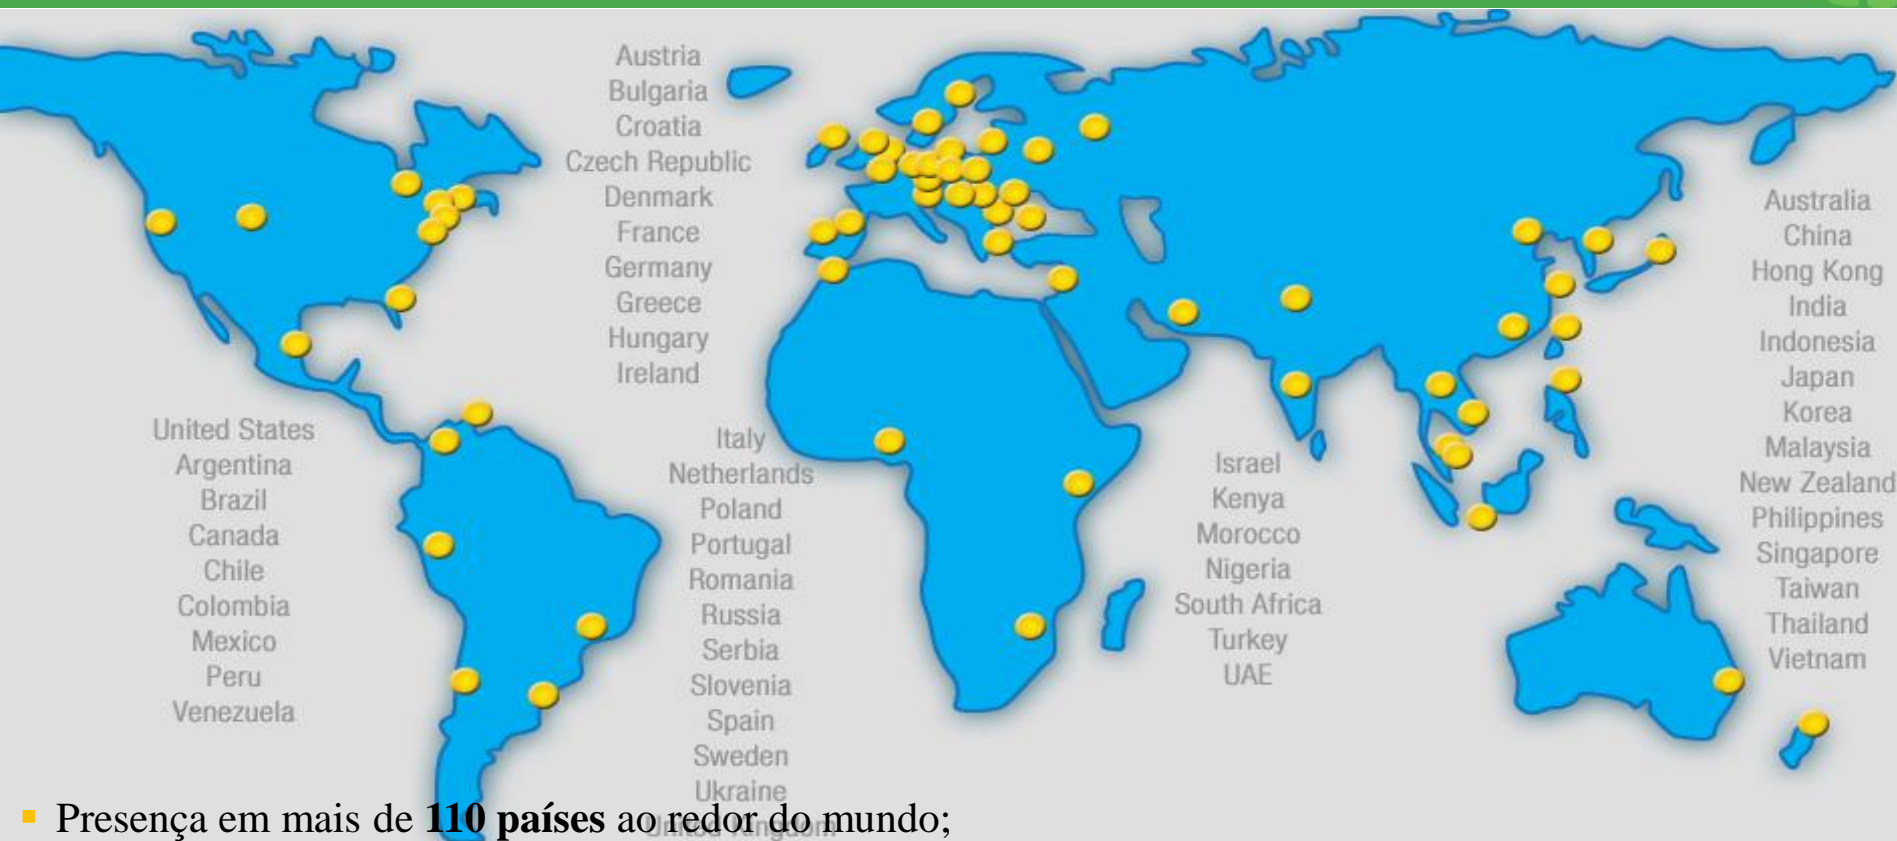 Austria
Bulgaria
Croatia
Czech Republic
Denmark
France
Germany
Greece
Hungary
Ireland
United States
Argentina
Brazil
Canada
Chile
Colombia
Mexico
Peru
Venezuela
Italy
Netherlands
Poland
Portugal
Romania
Russia
Serbia
Slovenia
Spain
Sweden
Ukraine
United Kingdom
Israel
Kenya
Morocco
Nigeria
South Africa
Turkey
UAE
Australia
China
Hong Kong
India
Indonesia
Japan
Korea
Malaysia
New Zealand
Philippines
Singapore
Taiwan
Thailand
Vietnam
Presença em mais de 110 países ao redor do mundo;